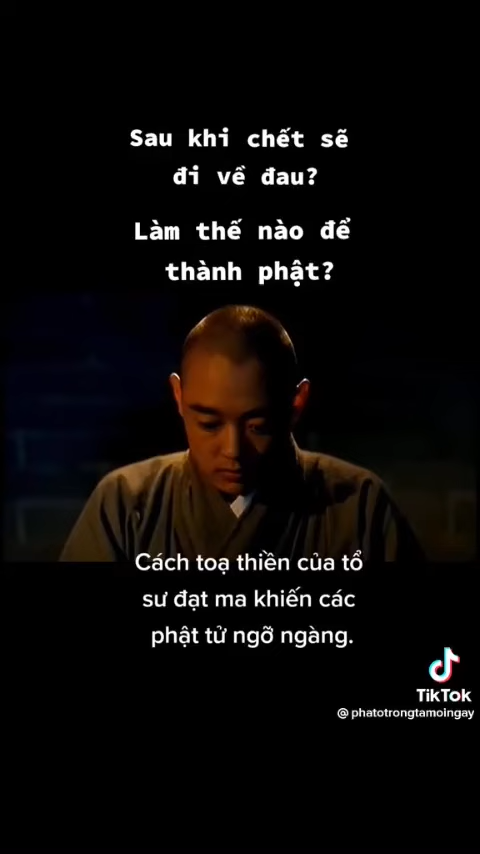 Sau khi chết sẽ
đi về đau?
Làm thế nào để
thành phật?
Cách toạ thiền của tổ
sư đạt ma khiến các
phật tử ngỡ ngàng.
TikTok
@phatotrongtamoingay